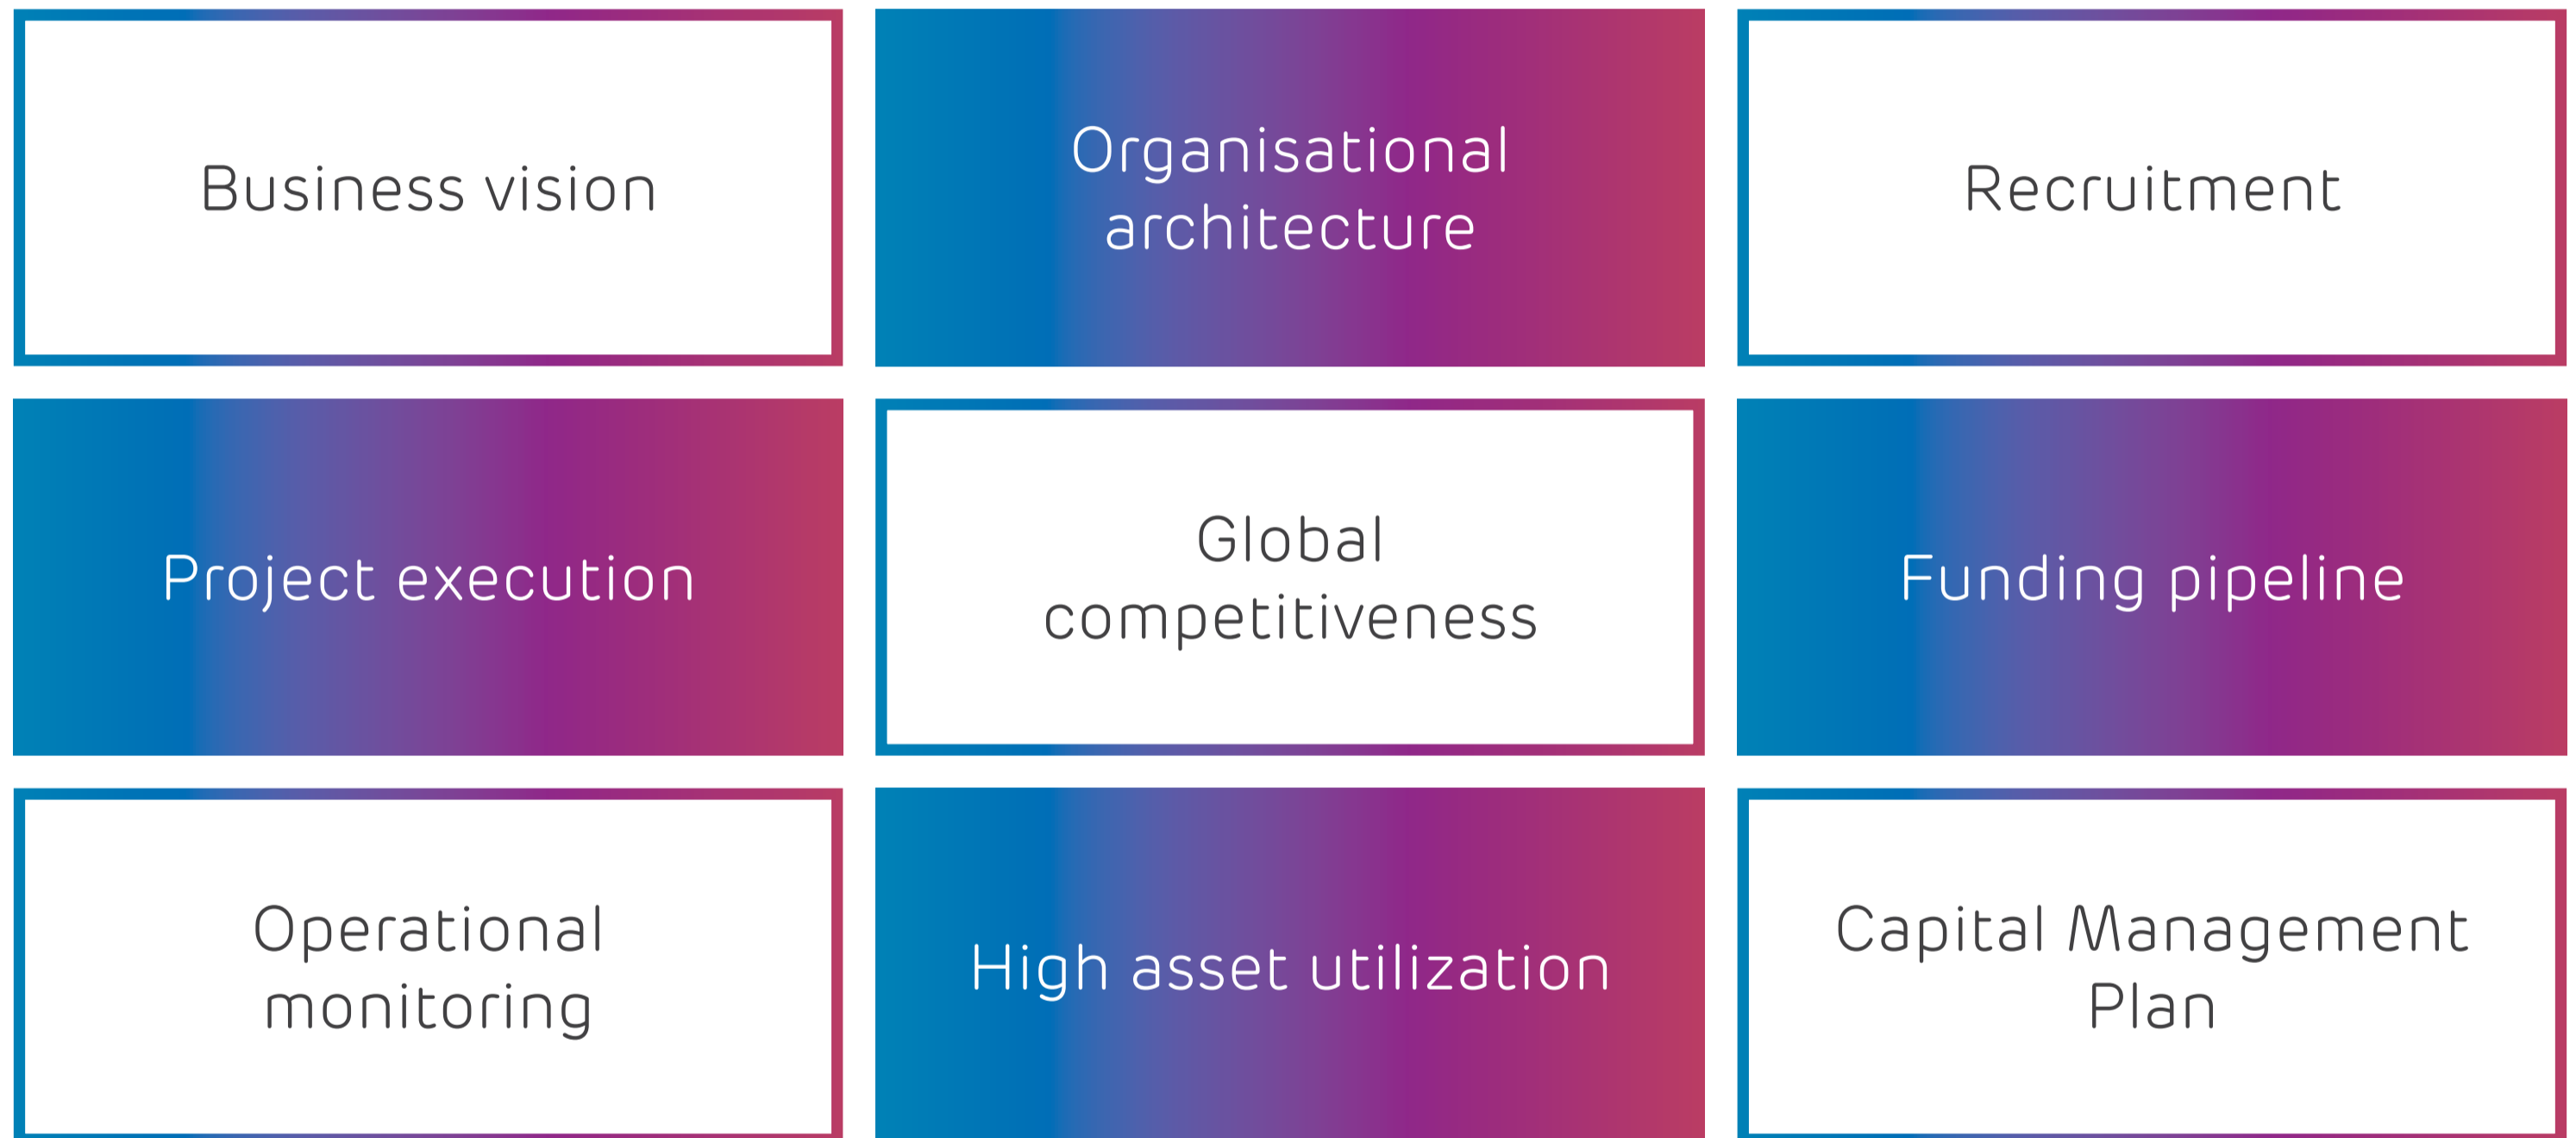 Business vision
Organisational
architecture
Recruitment
Project execution
Global
competitiveness
Funding pipeline
Operational
monitoring
High asset utilization
Capital Management
Plan